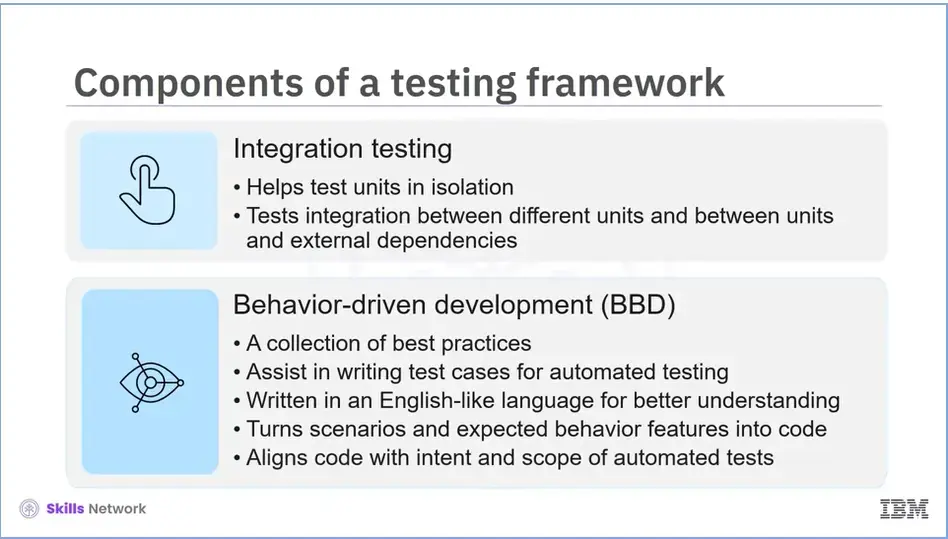 Components of a testing framework
Integration testing
• Helps test units in isolation
• Tests integration between different units and between units
and external dependencies
Behavior-driven development (BBD)
• A collection of best practices
• Assist in writing test cases for automated testing
• Written in an English-like language for better understanding
• Turns scenarios and expected behavior features into code
• Aligns code with intent and scope of automated tests
Skills Network
IBM